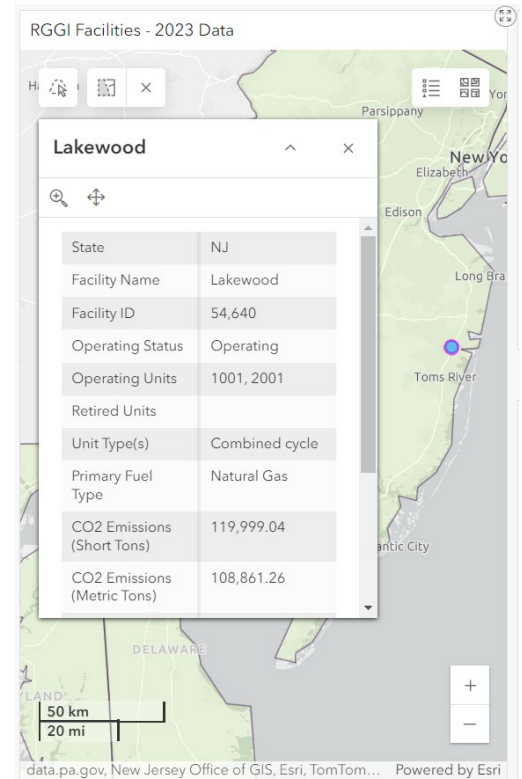 RGGI Facilities - 2023 Data
Parsippany
Lakewood
New Yo
Elizabeth
Edison
State NJ
Facility Name Lakewood
Facility ID 54,640
Long Bra
Operating Status Operating
Operating Units 1001, 2001
Toms River
Retired Units
Unit Type(s) Combined cycle
Primary Fuel Natural Gas
Type
CO2 Emissions 119,999.04
(Short Tons)
antic City
CO2 Emissions 108,861.26
(Metric Tons)
DELAWARE
YLAND
50 km
20 mi
data.pa.gov, New Jersey Office of GIS, Esri, TomTom... Powered by Esri